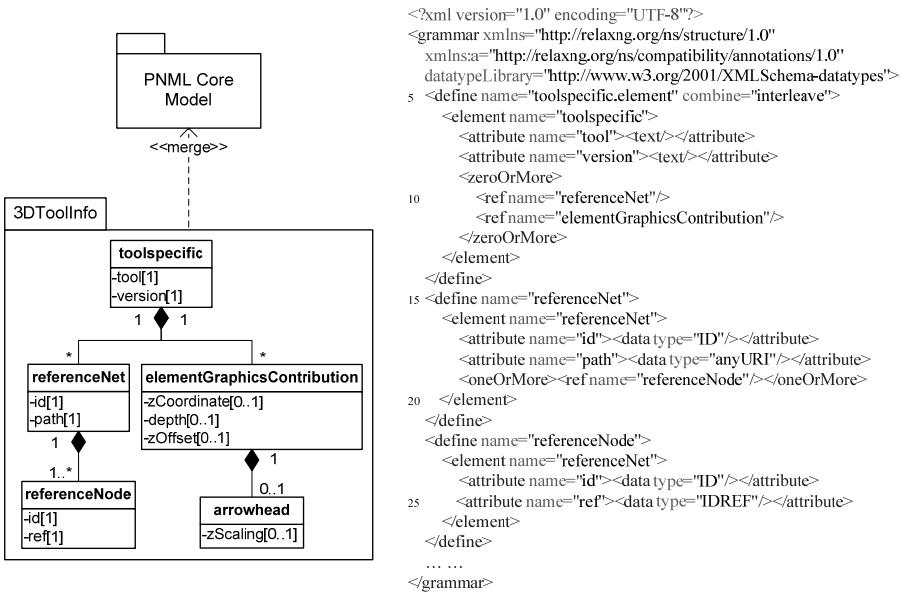 PNML Core
Model
<<merge>>
3DToolInfo
toolspecific
-tool[1]
-version[1]
1 1
* *
referenceNet
-id[1]
-path[1]
elementGraphicsContribution
-zCoordinate[0..1]
-depth[0..1]
-zOffset[0..1]
1 1
1..* 0..1
referenceNode
-id[1]
-ref[1]
arrowhead
-zScaling[0..1]
<?xml version="1.0" encoding="UTF-8"?>
<grammar xmlns="http://relaxng.org/ns/structure/1.0"
xmlns:a="http://relaxng.org/ns/compatibility/annotations/1.0"
datatypeLibrary="http://www.w3.org/2001/XMLSchema-datatypes">
5 <define name="toolspecific.element" combine="interleave">
<element name="toolspecific">
<attribute name="tool"><text/></attribute>
<attribute name="version"><text/></attribute>
<zeroOrMore>
10 <ref name="referenceNet"/>
<ref name="elementGraphicsContribution"/>
</zeroOrMore>
</element>
</define>
15 <define name="referenceNet">
<element name="referenceNet">
<attribute name="id"><data type="ID"/></attribute>
<attribute name="path"><data type="anyURI"/></attribute>
<oneOrMore><ref name="referenceNode"/></oneOrMore>
20 </element>
</define>
<define name="referenceNode">
<element name="referenceNet">
<attribute name="id"><data type="ID"/></attribute>
25 <attribute name="ref"><data type="IDREF"/></attribute>
</element>
</define>
... ...
</grammar>